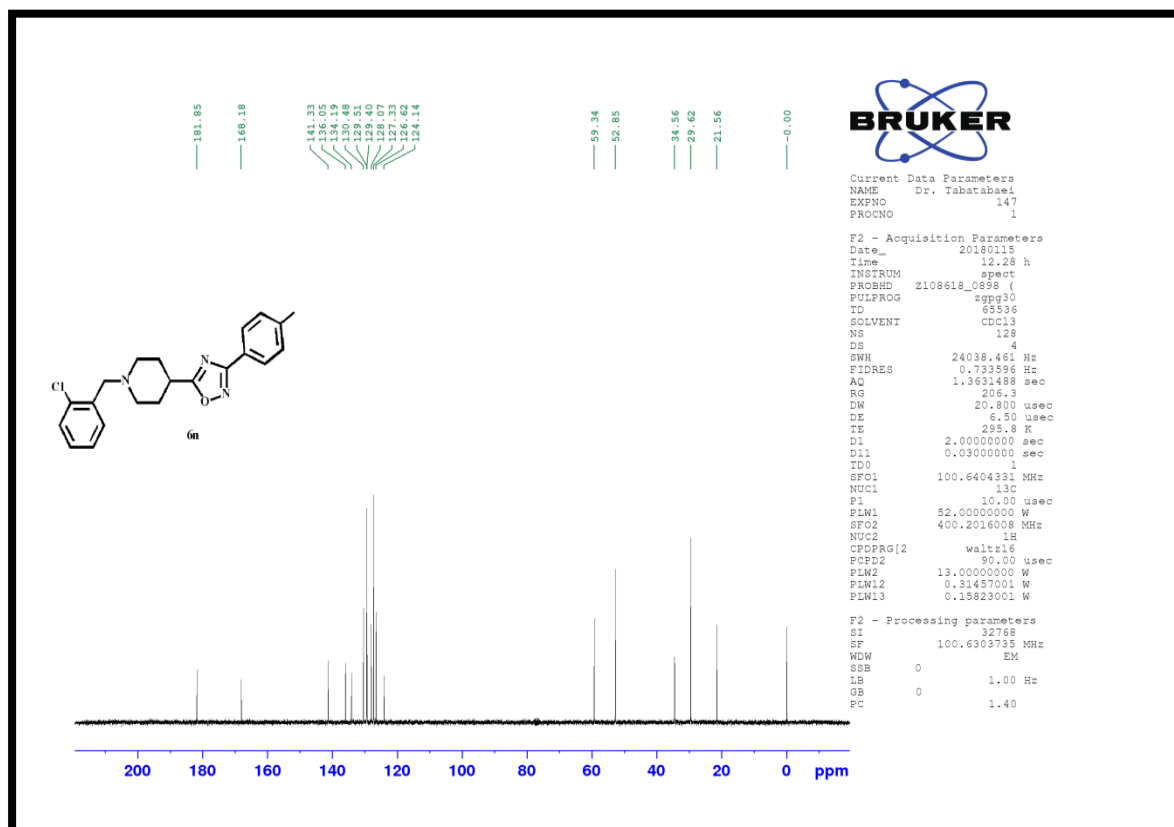 181.85
168.18
141.33
136.05
134.19
130.48
129.51
129.40
128.07
127.33
126.62
124.14
59.34
52.85
34.56
29.62
21.56
-0.00
BRUKER
Current Data Parameters
NAME Dr. Tabatabaei
EXPNO 147
PROCNO 1
F2 - Acquisition Parameters
Date_ 20180115
Time 12.28 h
INSTRUM spect
PROBHD Z108618_0898 (
PULPROG zgpg30
TD 65536
SOLVENT CDCl3
NS 128
DS 4
SWH 24038.461 Hz
FIDRES 0.733596 Hz
AQ 1.3631488 sec
RG 206.3
DW 20.800 usec
DE 6.50 usec
TE 295.8 K
D1 2.00000000 sec
D11 0.03000000 sec
TD0 1
SFO1 100.6404331 MHz
NUC1 13C
P1 10.00 usec
PLW1 52.00000000 W
SFO2 400.2016008 MHz
NUC2 1H
CPDPRG[2 waltz16
PCPD2 90.00 usec
PLW2 13.00000000 W
PLW12 0.31457001 W
PLW13 0.15823001 W
F2 - Processing parameters
SI 32768
SF 100.6303735 MHz
WDW EM
SSB 0
LB 1.00 Hz
GB 0
PC 1.40
N
Cl
N
N
O
6n
200 180 160 140 120 100 80 60 40 20 0 ppm